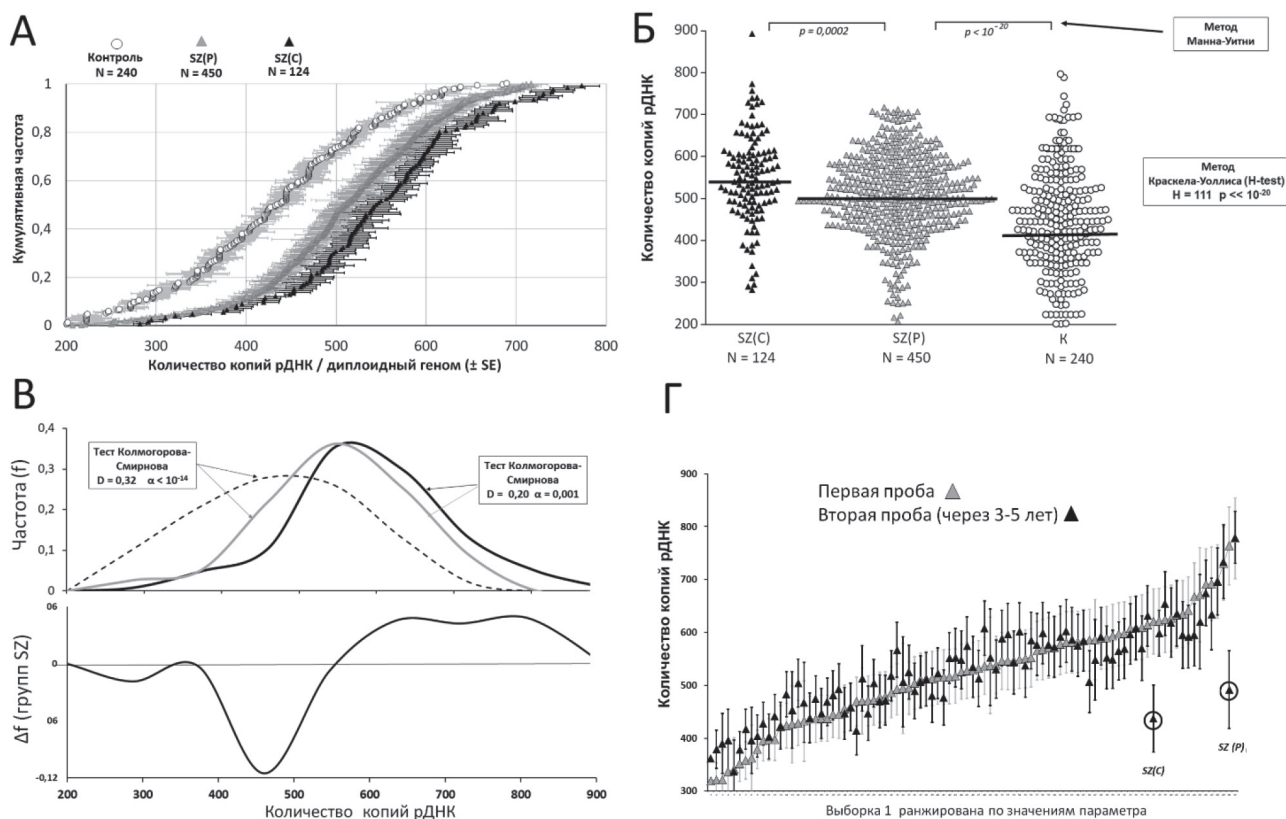 А
Контроль
N = 240
SZ(P)
N = 450
SZ(C)
N = 124
Кумулятивная частота
1
0,8
0,6
0,4
0,2
0
200 300 400 500 600 700 800
Количество копий рДНК / диплоидный геном (± SE)
Б
p = 0,0002
p < 10⁻²⁰
Метод
Манна-Уитни
Количество копий рДНК
900
800
700
600
500
400
300
200
Метод
Краскела-Уоллиса (H-test)
H = 111 p << 10⁻²⁰
SZ(C)
N = 124
SZ(P)
N = 450
К
N = 240
В
Частота (f)
0,4
0,3
0,2
0,1
0
Тест Колмогорова-
Смирнова
D = 0,32 α < 10⁻¹⁴
Тест Колмогорова-
Смирнова
D = 0,20 α = 0,001
Δf (групп SZ)
06
0
06
-0,12
200 300 400 500 600 700 800 900
Количество копий рДНК
Г
Количество копий рДНК
900
800
700
600
500
400
300
Первая проба
Вторая проба (через 3-5 лет)
SZ(C)
SZ (P)
Выборка 1 ранжирована по значениям параметра